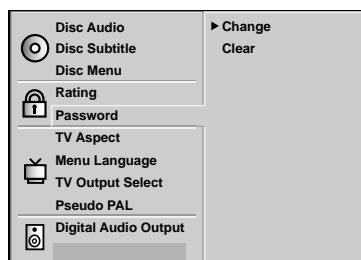 Disc Audio
Disc Subtitle
Disc Menu
Rating
Password
TV Aspect
Menu Language
TV Output Select
Pseudo PAL
Digital Audio Output
Change
Clear